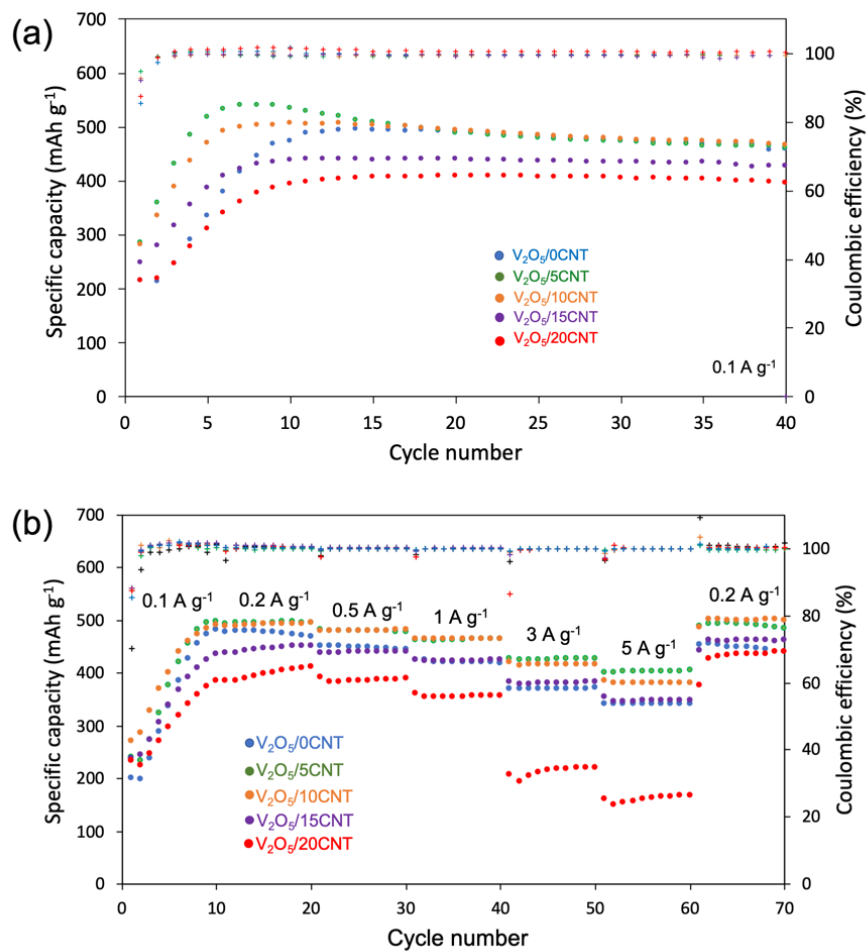 (a)
700
600
500
400
300
200
100
0
Specific capacity (mAh g⁻¹)
100
80
60
40
20
0
Coulombic efficiency (%)
V₂O₅/0CNT
V₂O₅/5CNT
V₂O₅/10CNT
V₂O₅/15CNT
V₂O₅/20CNT
0.1 A g⁻¹
0 5 10 15 20 25 30 35 40
Cycle number
(b)
700
600
500
400
300
200
100
0
Specific capacity (mAh g⁻¹)
100
80
60
40
20
0
Coulombic efficiency (%)
0.1 A g⁻¹
0.2 A g⁻¹
0.5 A g⁻¹
1 A g⁻¹
3 A g⁻¹
5 A g⁻¹
0.2 A g⁻¹
V₂O₅/0CNT
V₂O₅/5CNT
V₂O₅/10CNT
V₂O₅/15CNT
V₂O₅/20CNT
0 10 20 30 40 50 60 70
Cycle number